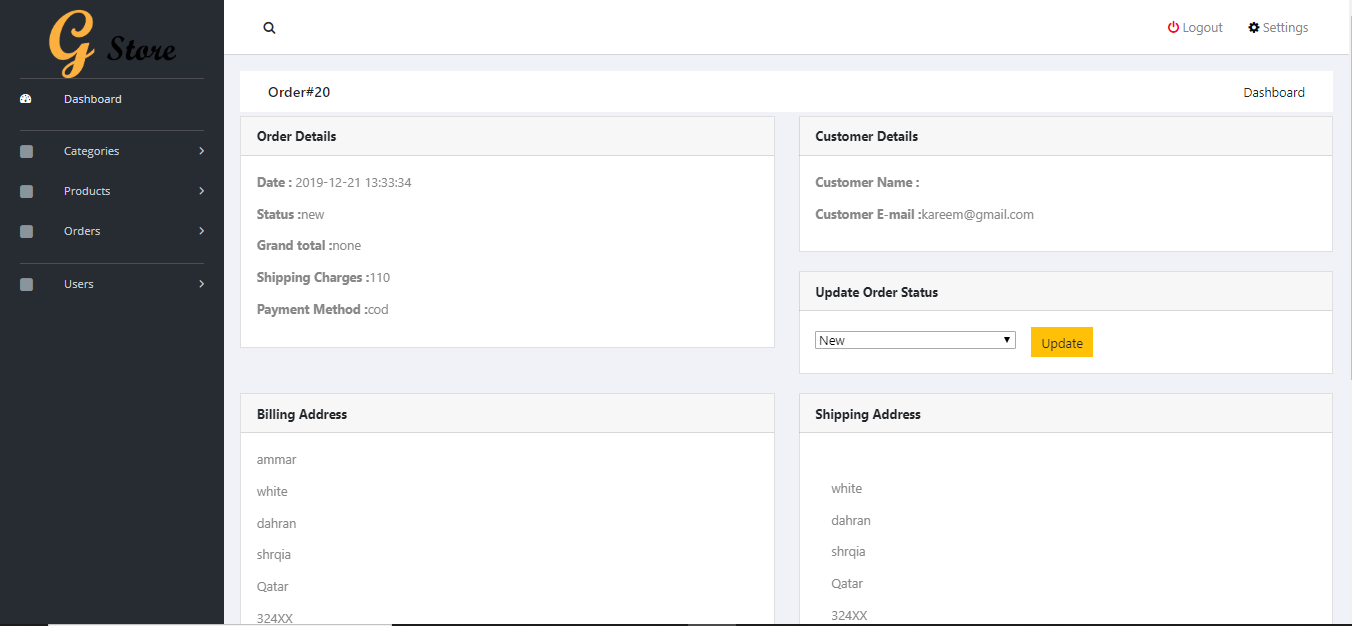 G Store
Logout
Settings
Dashboard
Categories
Products
Orders
Users
Order#20
Dashboard
Order Details
Date : 2019-12-21 13:33:34
Status :new
Grand total :none
Shipping Charges :110
Payment Method :cod
Customer Details
Customer Name :
Customer E-mail :kareem@gmail.com
Update Order Status
New
Update
Billing Address
ammar
white
dahran
shrqia
Qatar
324XX
Shipping Address
white
dahran
shrqia
Qatar
324XX